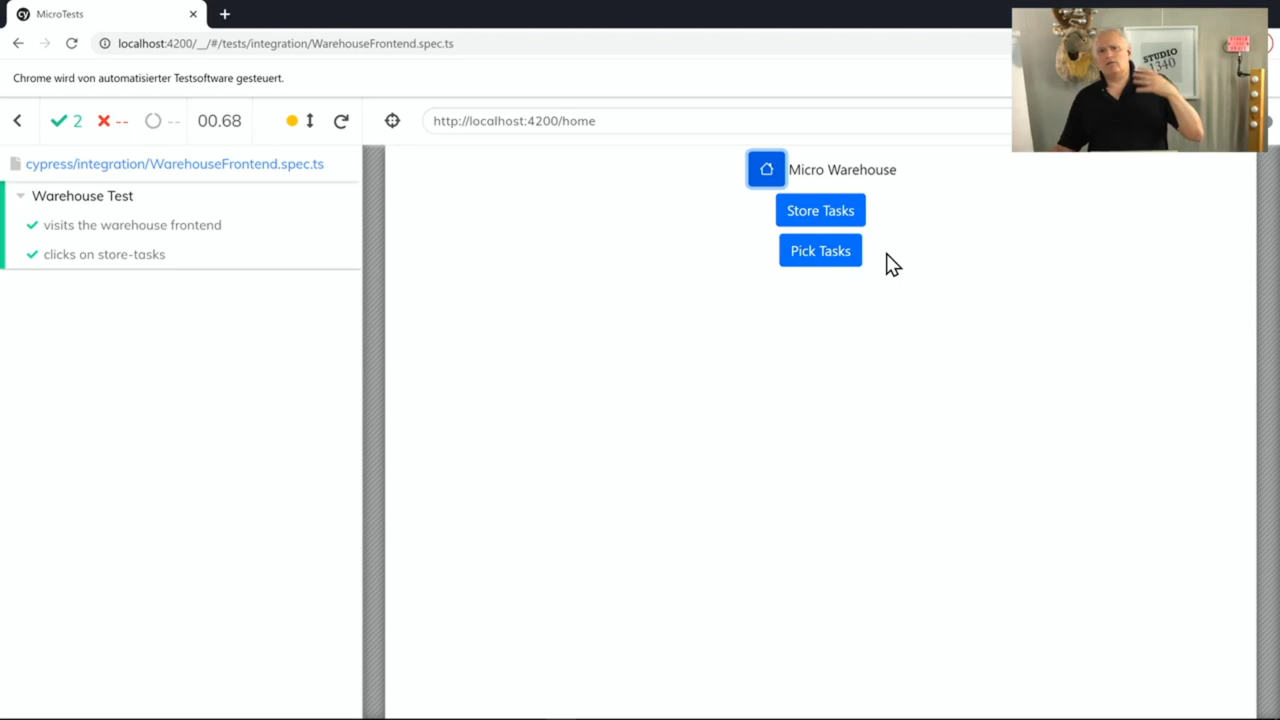 MicroTests
localhost:4200/__/#/tests/integration/WarehouseFrontend.spec.ts
Chrome wird von automatisierter Testsoftware gesteuert.
2 -- -- 00.68 http://localhost:4200/home
cypress/integration/WarehouseFrontend.spec.ts
Warehouse Test
visits the warehouse frontend
clicks on store-tasks
Micro Warehouse
Store Tasks
Pick Tasks
STUDIO
1340